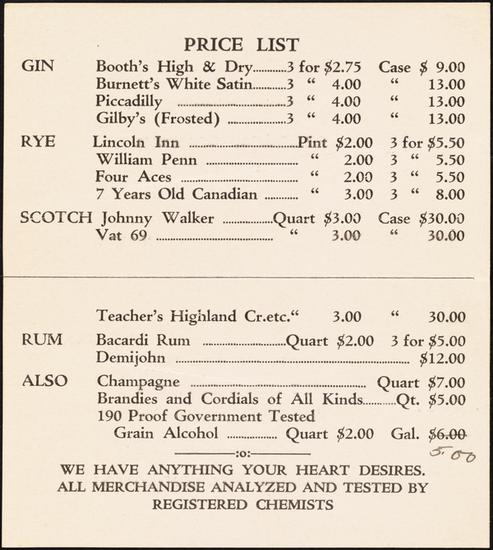 PRICE LIST
GIN Booth's High & Dry...........3 for $2.75 Case $ 9.00
Burnett's White Satin...........3 “ 4.00 “ 13.00
Piccadilly ...........................3 “ 4.00 “ 13.00
Gilby's (Frosted) .................3 “ 4.00 “ 13.00
RYE Lincoln Inn ...........................Pint $2.00 3 for $5.50
William Penn ...................... “ 2.00 3 “ 5.50
Four Aces ........................... “ 2.00 3 “ 5.50
7 Years Old Canadian ........... “ 3.00 3 “ 8.00
SCOTCH Johnny Walker .............Quart $3.00 Case $30.00
Vat 69 ................................. “ 3.00 “ 30.00
Teacher's Highland Cr.etc.“ 3.00 “ 30.00
RUM Bacardi Rum ...................Quart $2.00 3 for $5.00
Demijohn ............................................................ $12.00
ALSO Champagne ............................................. Quart $7.00
Brandies and Cordials of All Kinds.........Qt. $5.00
190 Proof Government Tested
Grain Alcohol ............. Quart $2.00 Gal. $6.00
5.00
:o:
WE HAVE ANYTHING YOUR HEART DESIRES.
ALL MERCHANDISE ANALYZED AND TESTED BY
REGISTERED CHEMISTS